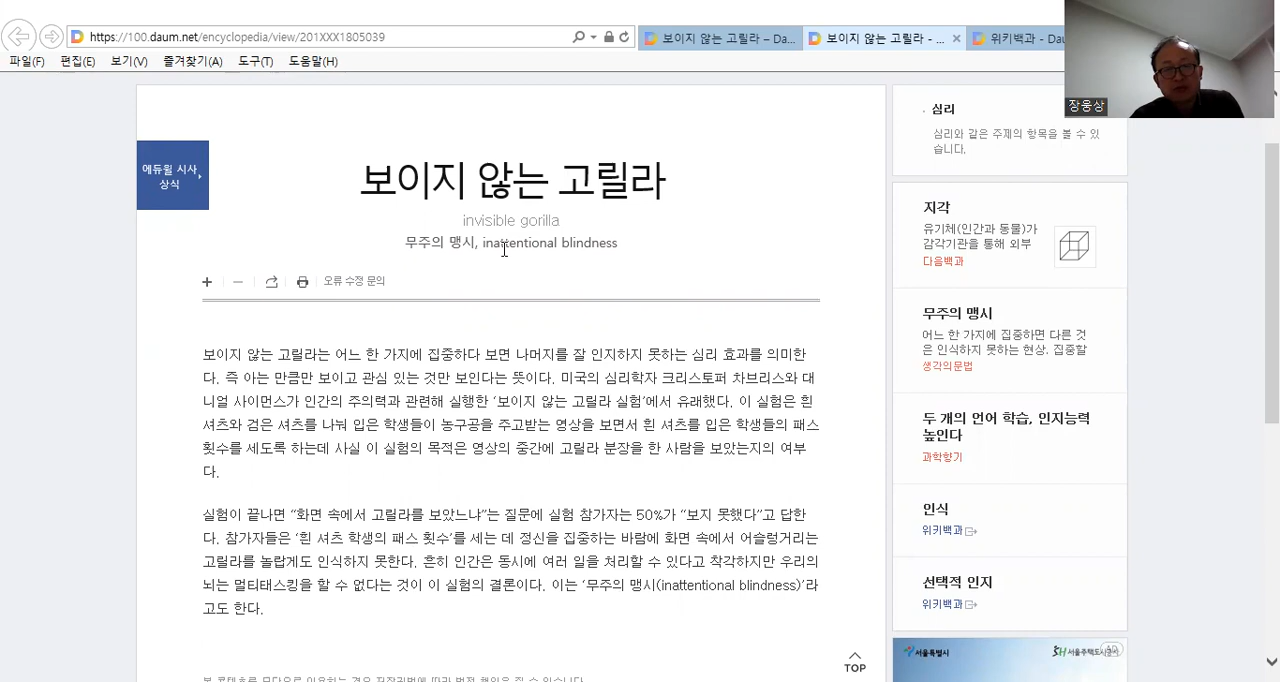 https://100.daum.net/encyclopedia/view/201XXX1805039
보이지 않는 고릴라 – Da...
보이지 않는 고릴라 - ...
위키백과 - Dau
파일(F) 편집(E) 보기(V) 즐겨찾기(A) 도구(T) 도움말(H)
장웅상
에듀윌 시사
상식
보이지 않는 고릴라
invisible gorilla
무주의 맹시, inattentional blindness
오류 수정 문의
보이지 않는 고릴라는 어느 한 가지에 집중하다 보면 나머지를 잘 인지하지 못하는 심리 효과를 의미한
다. 즉 아는 만큼만 보이고 관심 있는 것만 보인다는 뜻이다. 미국의 심리학자 크리스토퍼 차브리스와 대
니얼 사이먼스가 인간의 주의력과 관련해 실행한 ‘보이지 않는 고릴라 실험’에서 유래했다. 이 실험은 흰
셔츠와 검은 셔츠를 나눠 입은 학생들이 농구공을 주고받는 영상을 보면서 흰 셔츠를 입은 학생들의 패스
횟수를 세도록 하는데 사실 이 실험의 목적은 영상의 중간에 고릴라 분장을 한 사람을 보았는지의 여부
다.
실험이 끝나면 “화면 속에서 고릴라를 보았느냐”는 질문에 실험 참가자는 50%가 “보지 못했다”고 답한
다. 참가자들은 ‘흰 셔츠 학생의 패스 횟수’를 세는 데 정신을 집중하는 바람에 화면 속에서 어슬렁거리는
고릴라를 놀랍게도 인식하지 못한다. 흔히 인간은 동시에 여러 일을 처리할 수 있다고 착각하지만 우리의
뇌는 멀티태스킹을 할 수 없다는 것이 이 실험의 결론이다. 이는 ‘무주의 맹시(inattentional blindness)’라
고도 한다.
TOP
심리
심리와 같은 주제의 항목을 볼 수 있
습니다.
지각
유기체(인간과 동물)가
감각기관을 통해 외부
다음백과
무주의 맹시
어느 한 가지에 집중하면 다른 것
은 인식하지 못하는 현상. 집중할
생각의문법
두 개의 언어 학습, 인지능력
높인다
과학향기
인식
위키백과
선택적 인지
위키백과
서울특별시
서울주택도시공사